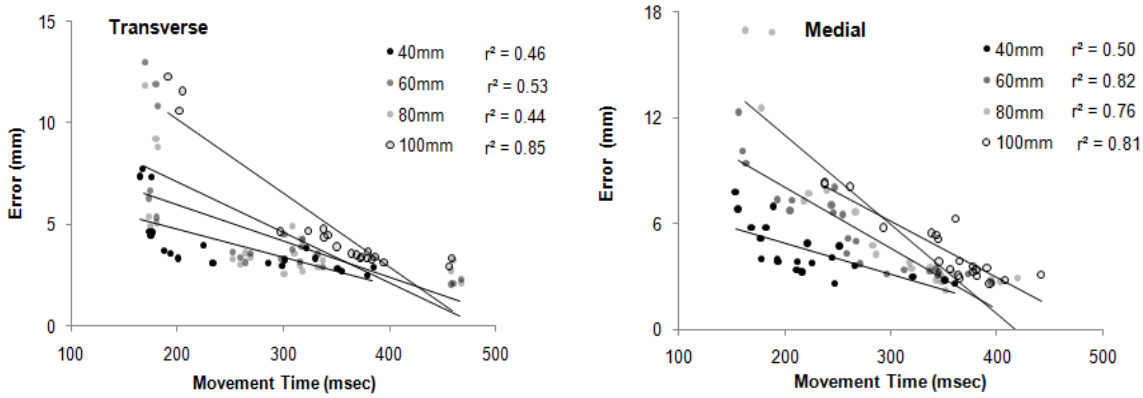 Transverse
40mm r² = 0.46
60mm r² = 0.53
80mm r² = 0.44
100mm r² = 0.85
15
10
5
0
Error (mm)
100 200 300 400 500
Movement Time (msec)
Medial
40mm r² = 0.50
60mm r² = 0.82
80mm r² = 0.76
100mm r² = 0.81
18
12
6
0
Error (mm)
100 200 300 400 500
Movement Time (msec)